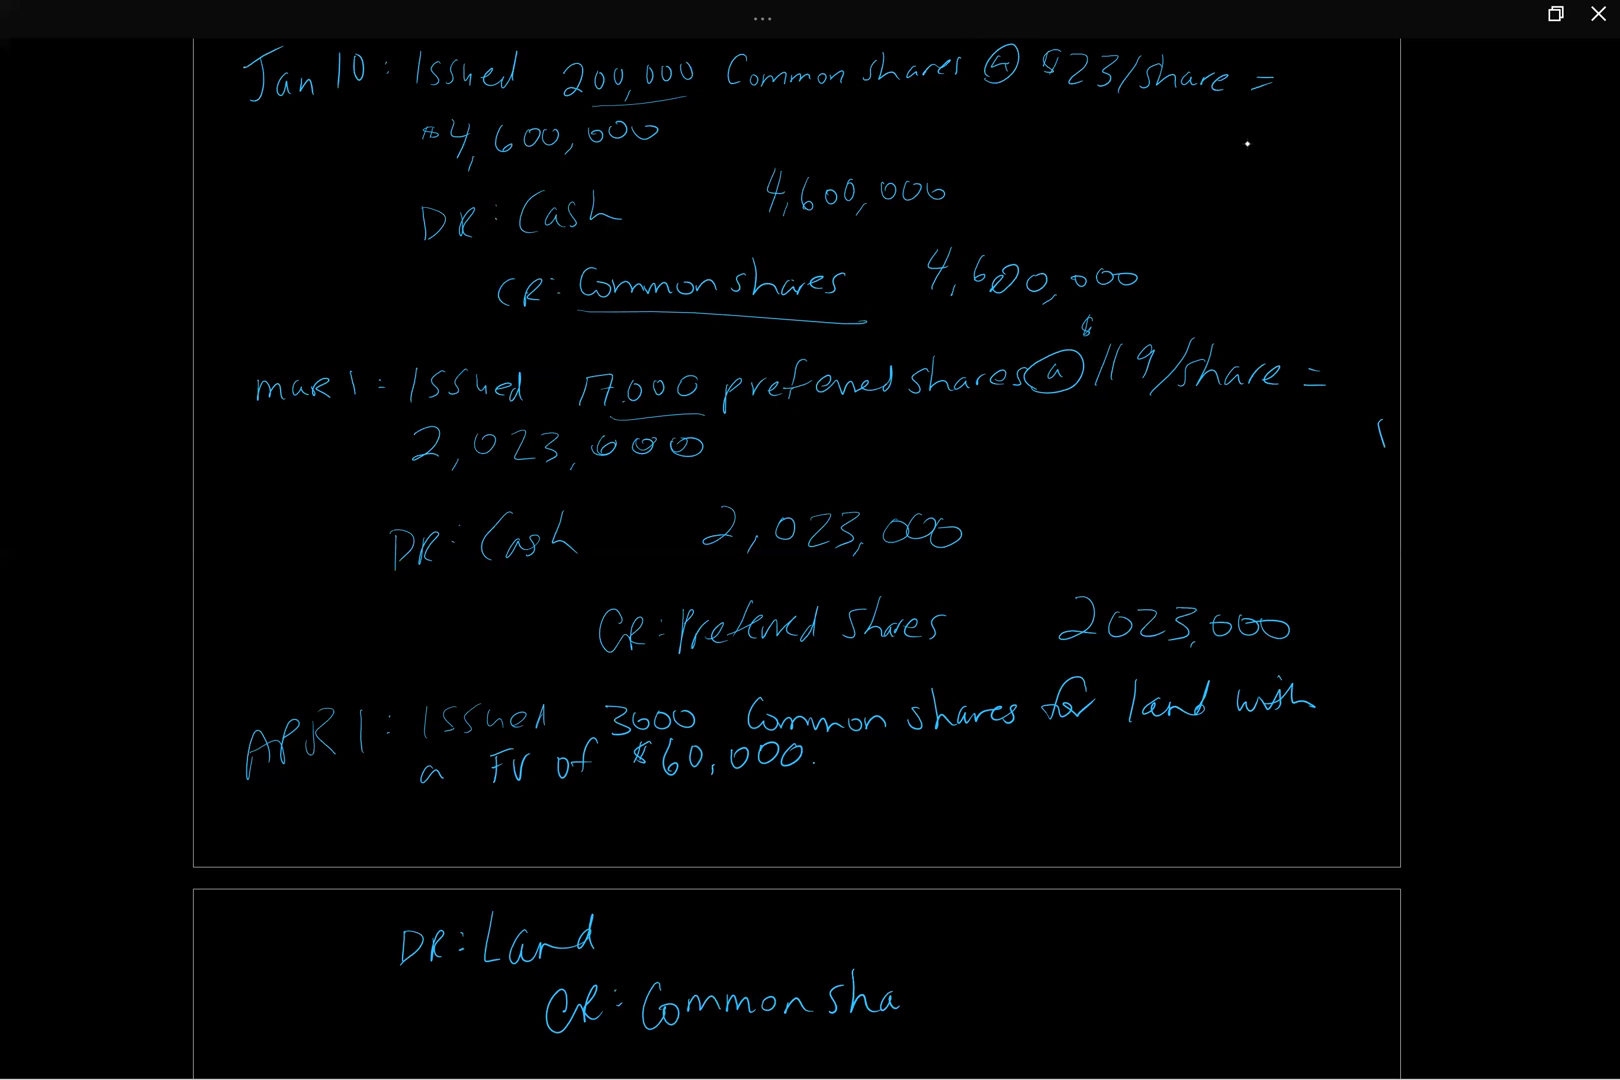 Jan 10: Issued 200,000 Common shares @ $23/share =
$4,600,000
DR: Cash 4,600,000
CR: Common shares 4,600,000
MAR 1: Issued 17.000 preferred shares @ $119/share =
2,023,000
DR: Cash 2,023,000
CR: Preferred Shares 2023,000
APR 1: Issued 3000 Common shares for land with
a FV of $60,000.
DR: Land
CR: Common sha